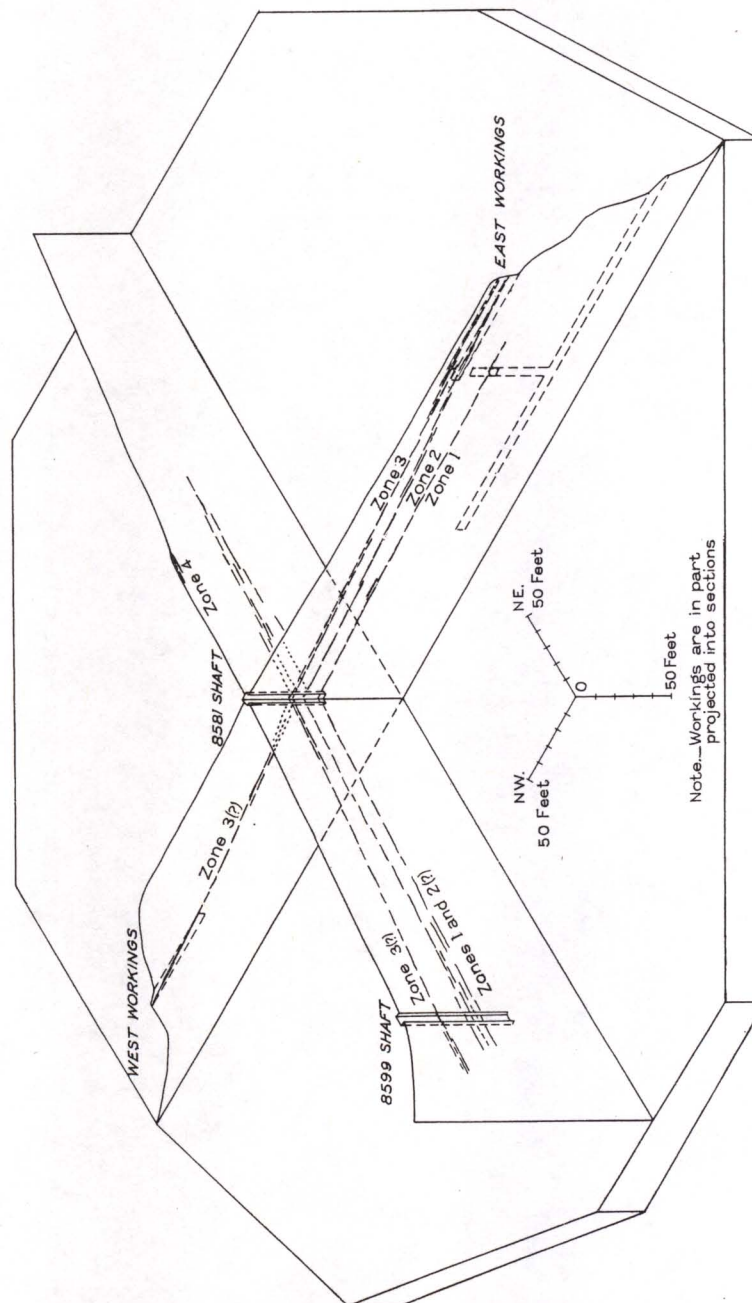 WEST WORKINGS
8581 SHAFT
Zone 4
Zone 3(?)
Zone 3
Zone 2
Zone 1
EAST WORKINGS
8599 SHAFT
Zone 3(?)
Zones 1 and 2(?)
NW.
50 Feet
NE.
50 Feet
O
50 Feet
Note._Workings are in part
projected into sections